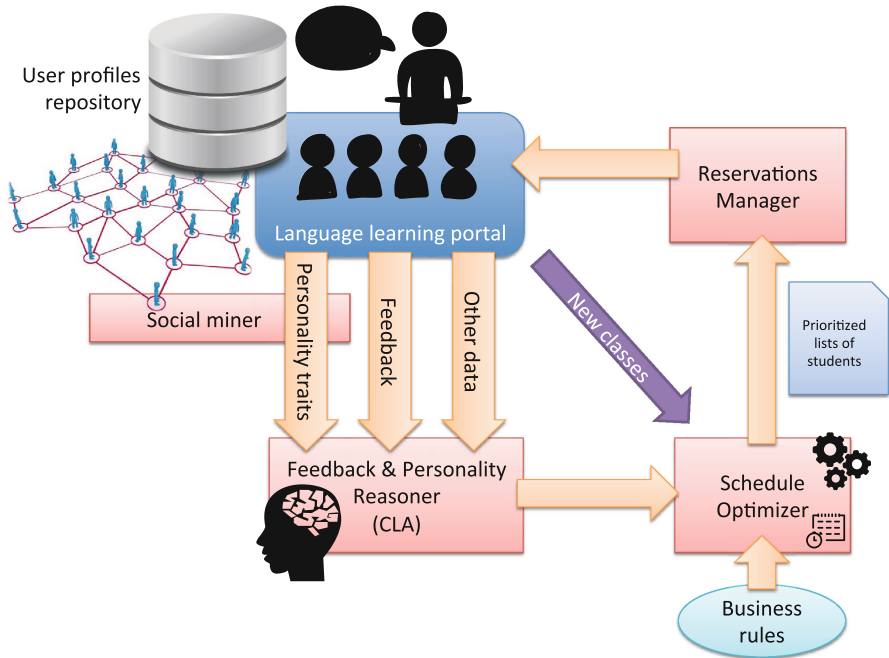 User profiles
repository
Language learning portal
Reservations
Manager
Social miner
Personality traits
Feedback
Other data
New classes
Prioritized
lists of
students
Feedback & Personality
Reasoner
(CLA)
Schedule
Optimizer
Business
rules